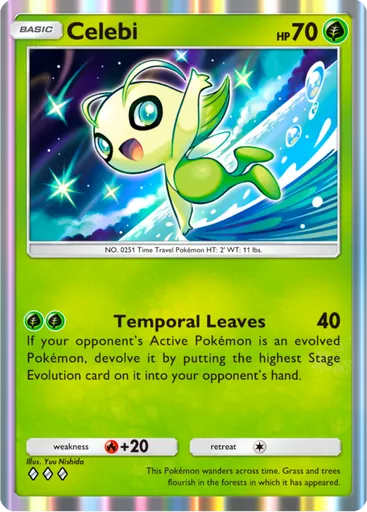 BASIC Celebi HP 70
NO. 0251 Time Travel Pokémon HT: 2' WT: 11 lbs.
Temporal Leaves 40
If your opponent's Active Pokémon is an evolved
Pokémon, devolve it by putting the highest Stage
Evolution card on it into your opponent's hand.
weakness +20 retreat
Illus. Yuu Nishida
This Pokémon wanders across time. Grass and trees
flourish in the forests in which it has appeared.